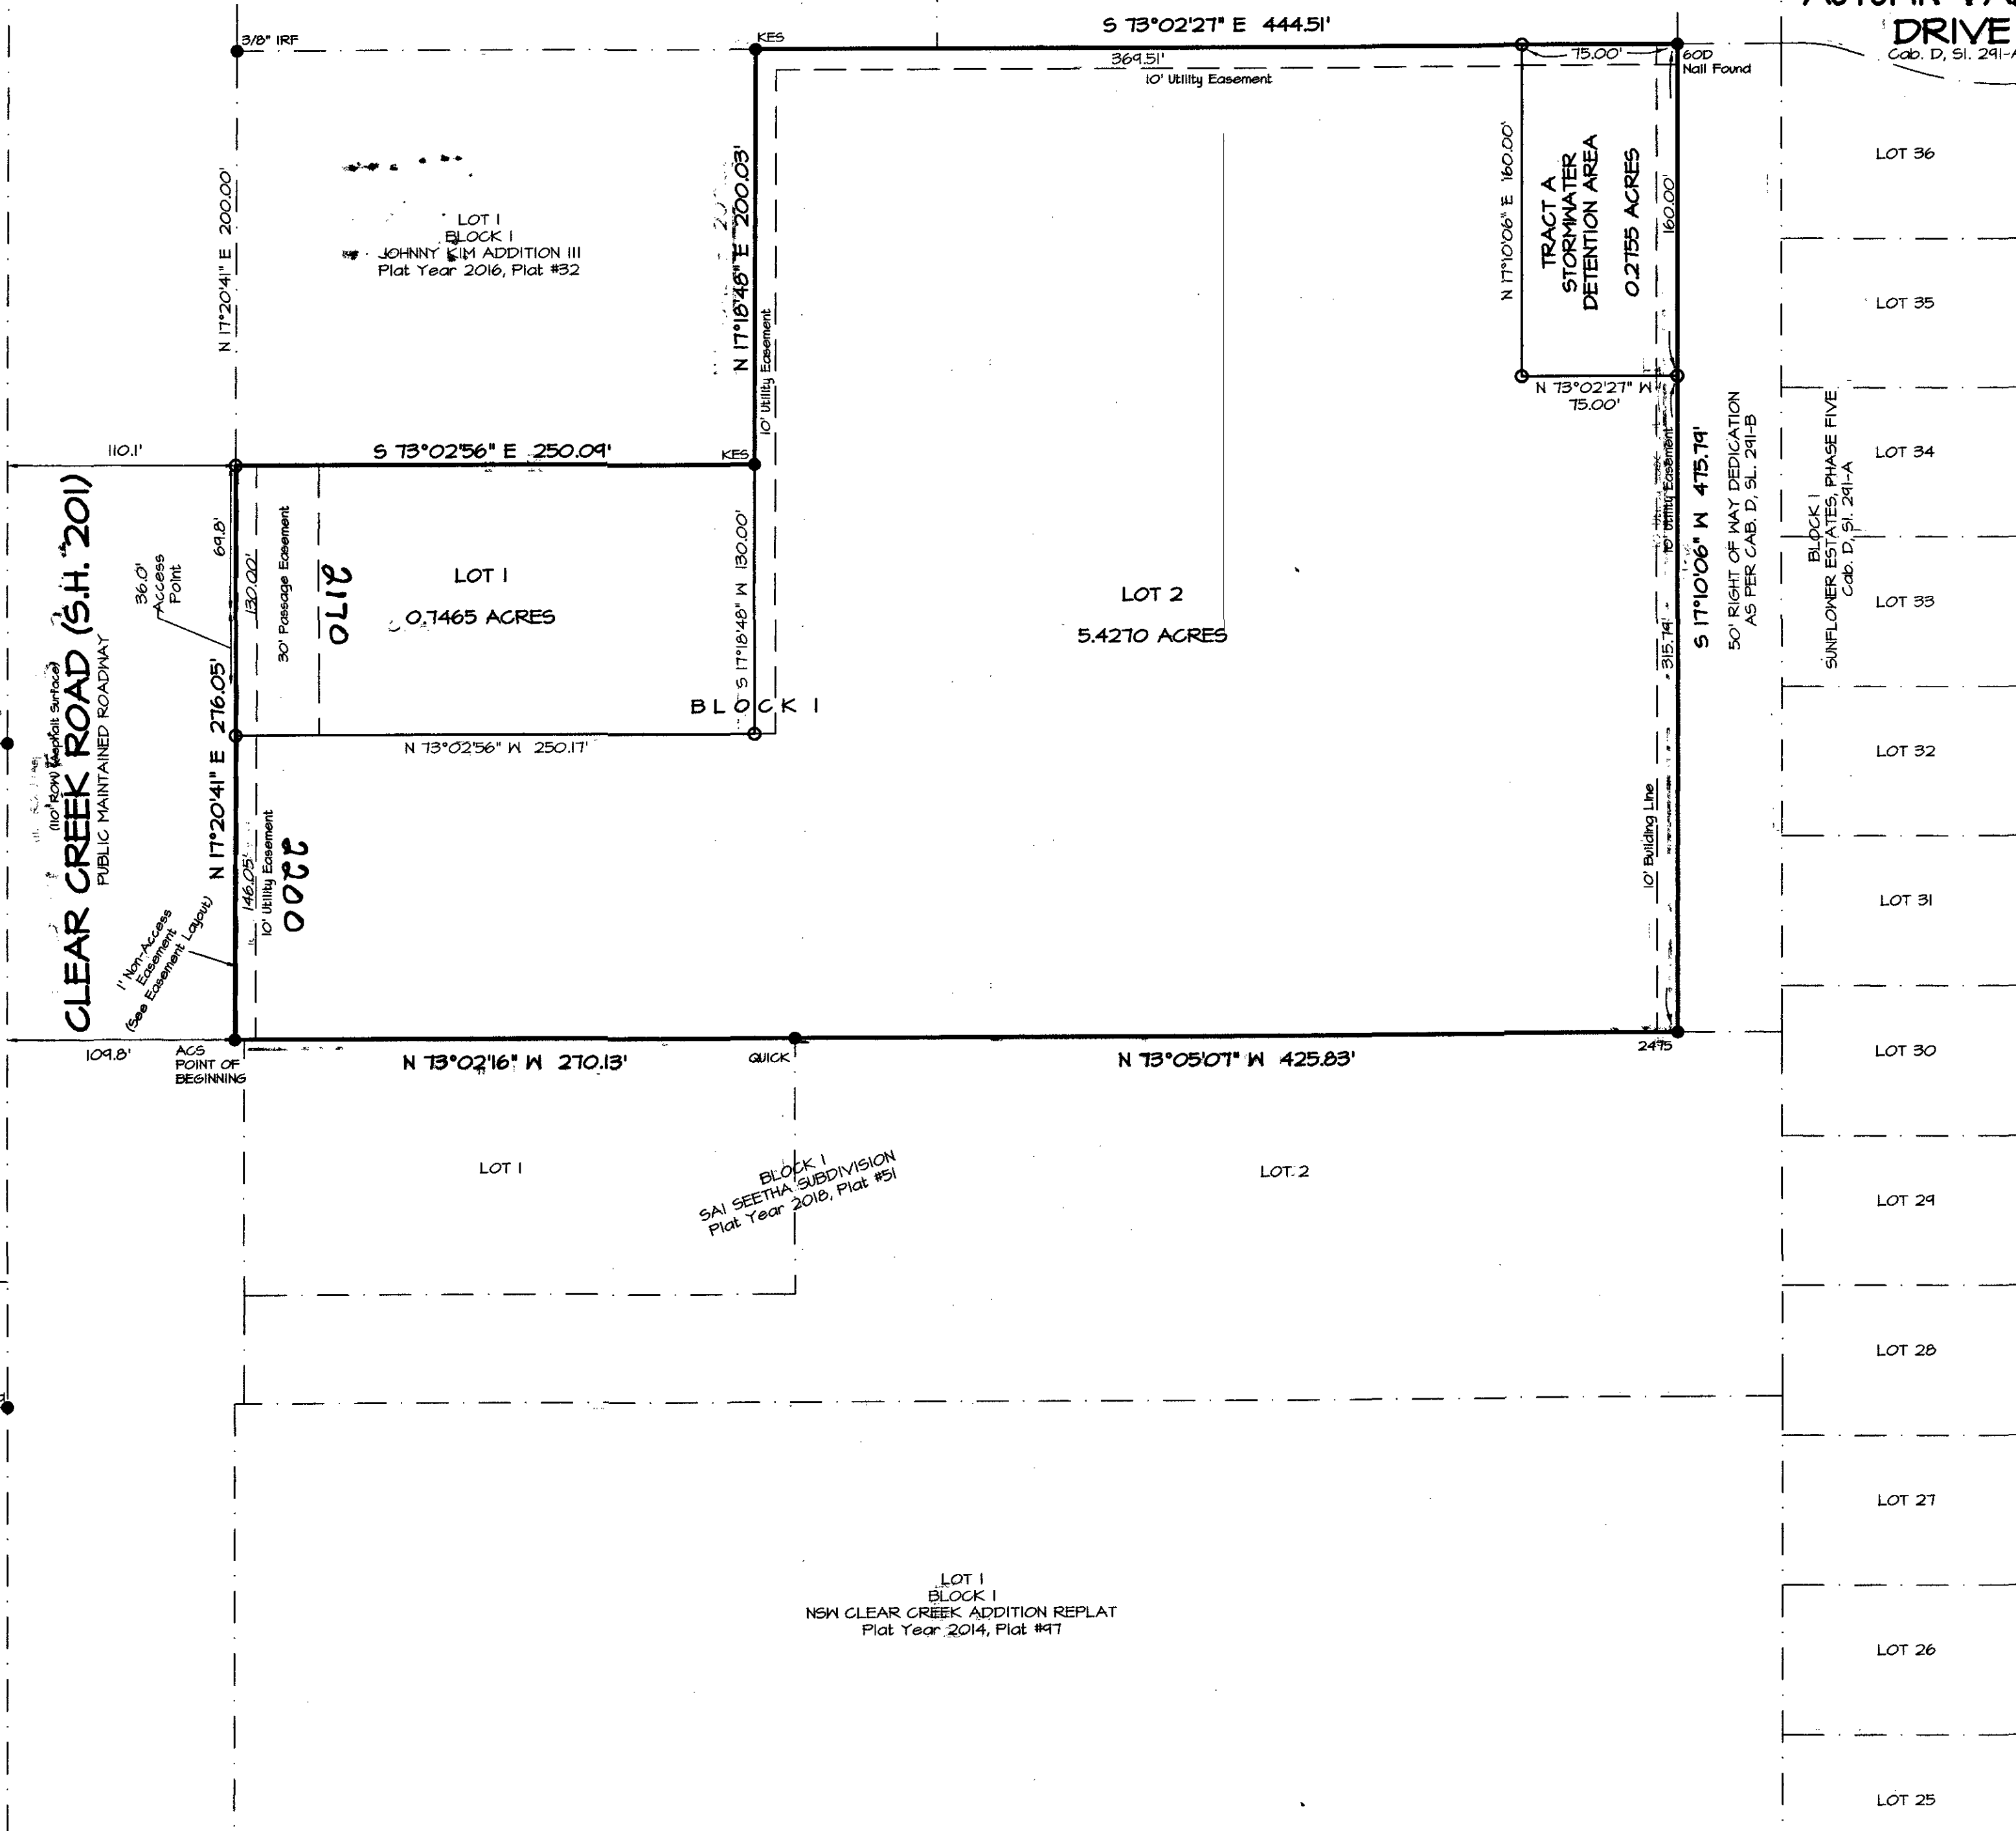 DRIVE
Cab. D, Sl. 291-A
S 73°02'27" E 444.51'
3/8" IRF
KES
369.51'
10' Utility Easement
75.00'
60D
Nail Found
N 17°20'41" E 200.00'
LOT 1
BLOCK 1
JOHNNY KIM ADDITION III
Plat Year 2016, Plat #32
N 17°18'48" E 200.03'
10' Utility Easement
N 17°10'06" E 160.00'
TRACT A
STORMWATER
DETENTION AREA
0.2755 ACRES
160.00'
N 73°02'27" W
75.00'
LOT 36
LOT 35
LOT 34
LOT 33
LOT 32
LOT 31
LOT 30
LOT 29
LOT 28
LOT 27
LOT 26
LOT 25
BLOCK 1
SUNFLOWER ESTATES, PHASE FIVE
Cab. D, Sl. 291-A
S 17°10'06" W 475.79'
50' RIGHT OF WAY DEDICATION
AS PER CAB. D, SL. 291-B
10' Utility Easement
315.79'
10' Building Line
110.1'
S 73°02'56" E 250.09'
KES
CLEAR CREEK ROAD (S.H. 201)
(110' ROW) (Asphalt Surface)
PUBLIC MAINTAINED ROADWAY
36.0'
Access
Point
69.8'
130.00'
30' Passage Easement
2170
LOT 1
0.7465 ACRES
S 17°18'48" W 130.00'
LOT 2
5.4270 ACRES
BLOCK 1
N 73°02'56" W 250.17'
N 17°20'41" E 276.05'
146.05'
10' Utility Easement
2200
1' Non-Access
Easement
(See Easement Layout)
109.8'
ACS
POINT OF
BEGINNING
N 73°02'16" W 270.13'
QUICK
N 73°05'07" W 425.83'
2475
LOT 1
BLOCK 1
SAI SEETHA SUBDIVISION
Plat Year 2018, Plat #51
LOT 2
LOT 1
BLOCK 1
NSW CLEAR CREEK ADDITION REPLAT
Plat Year 2014, Plat #97